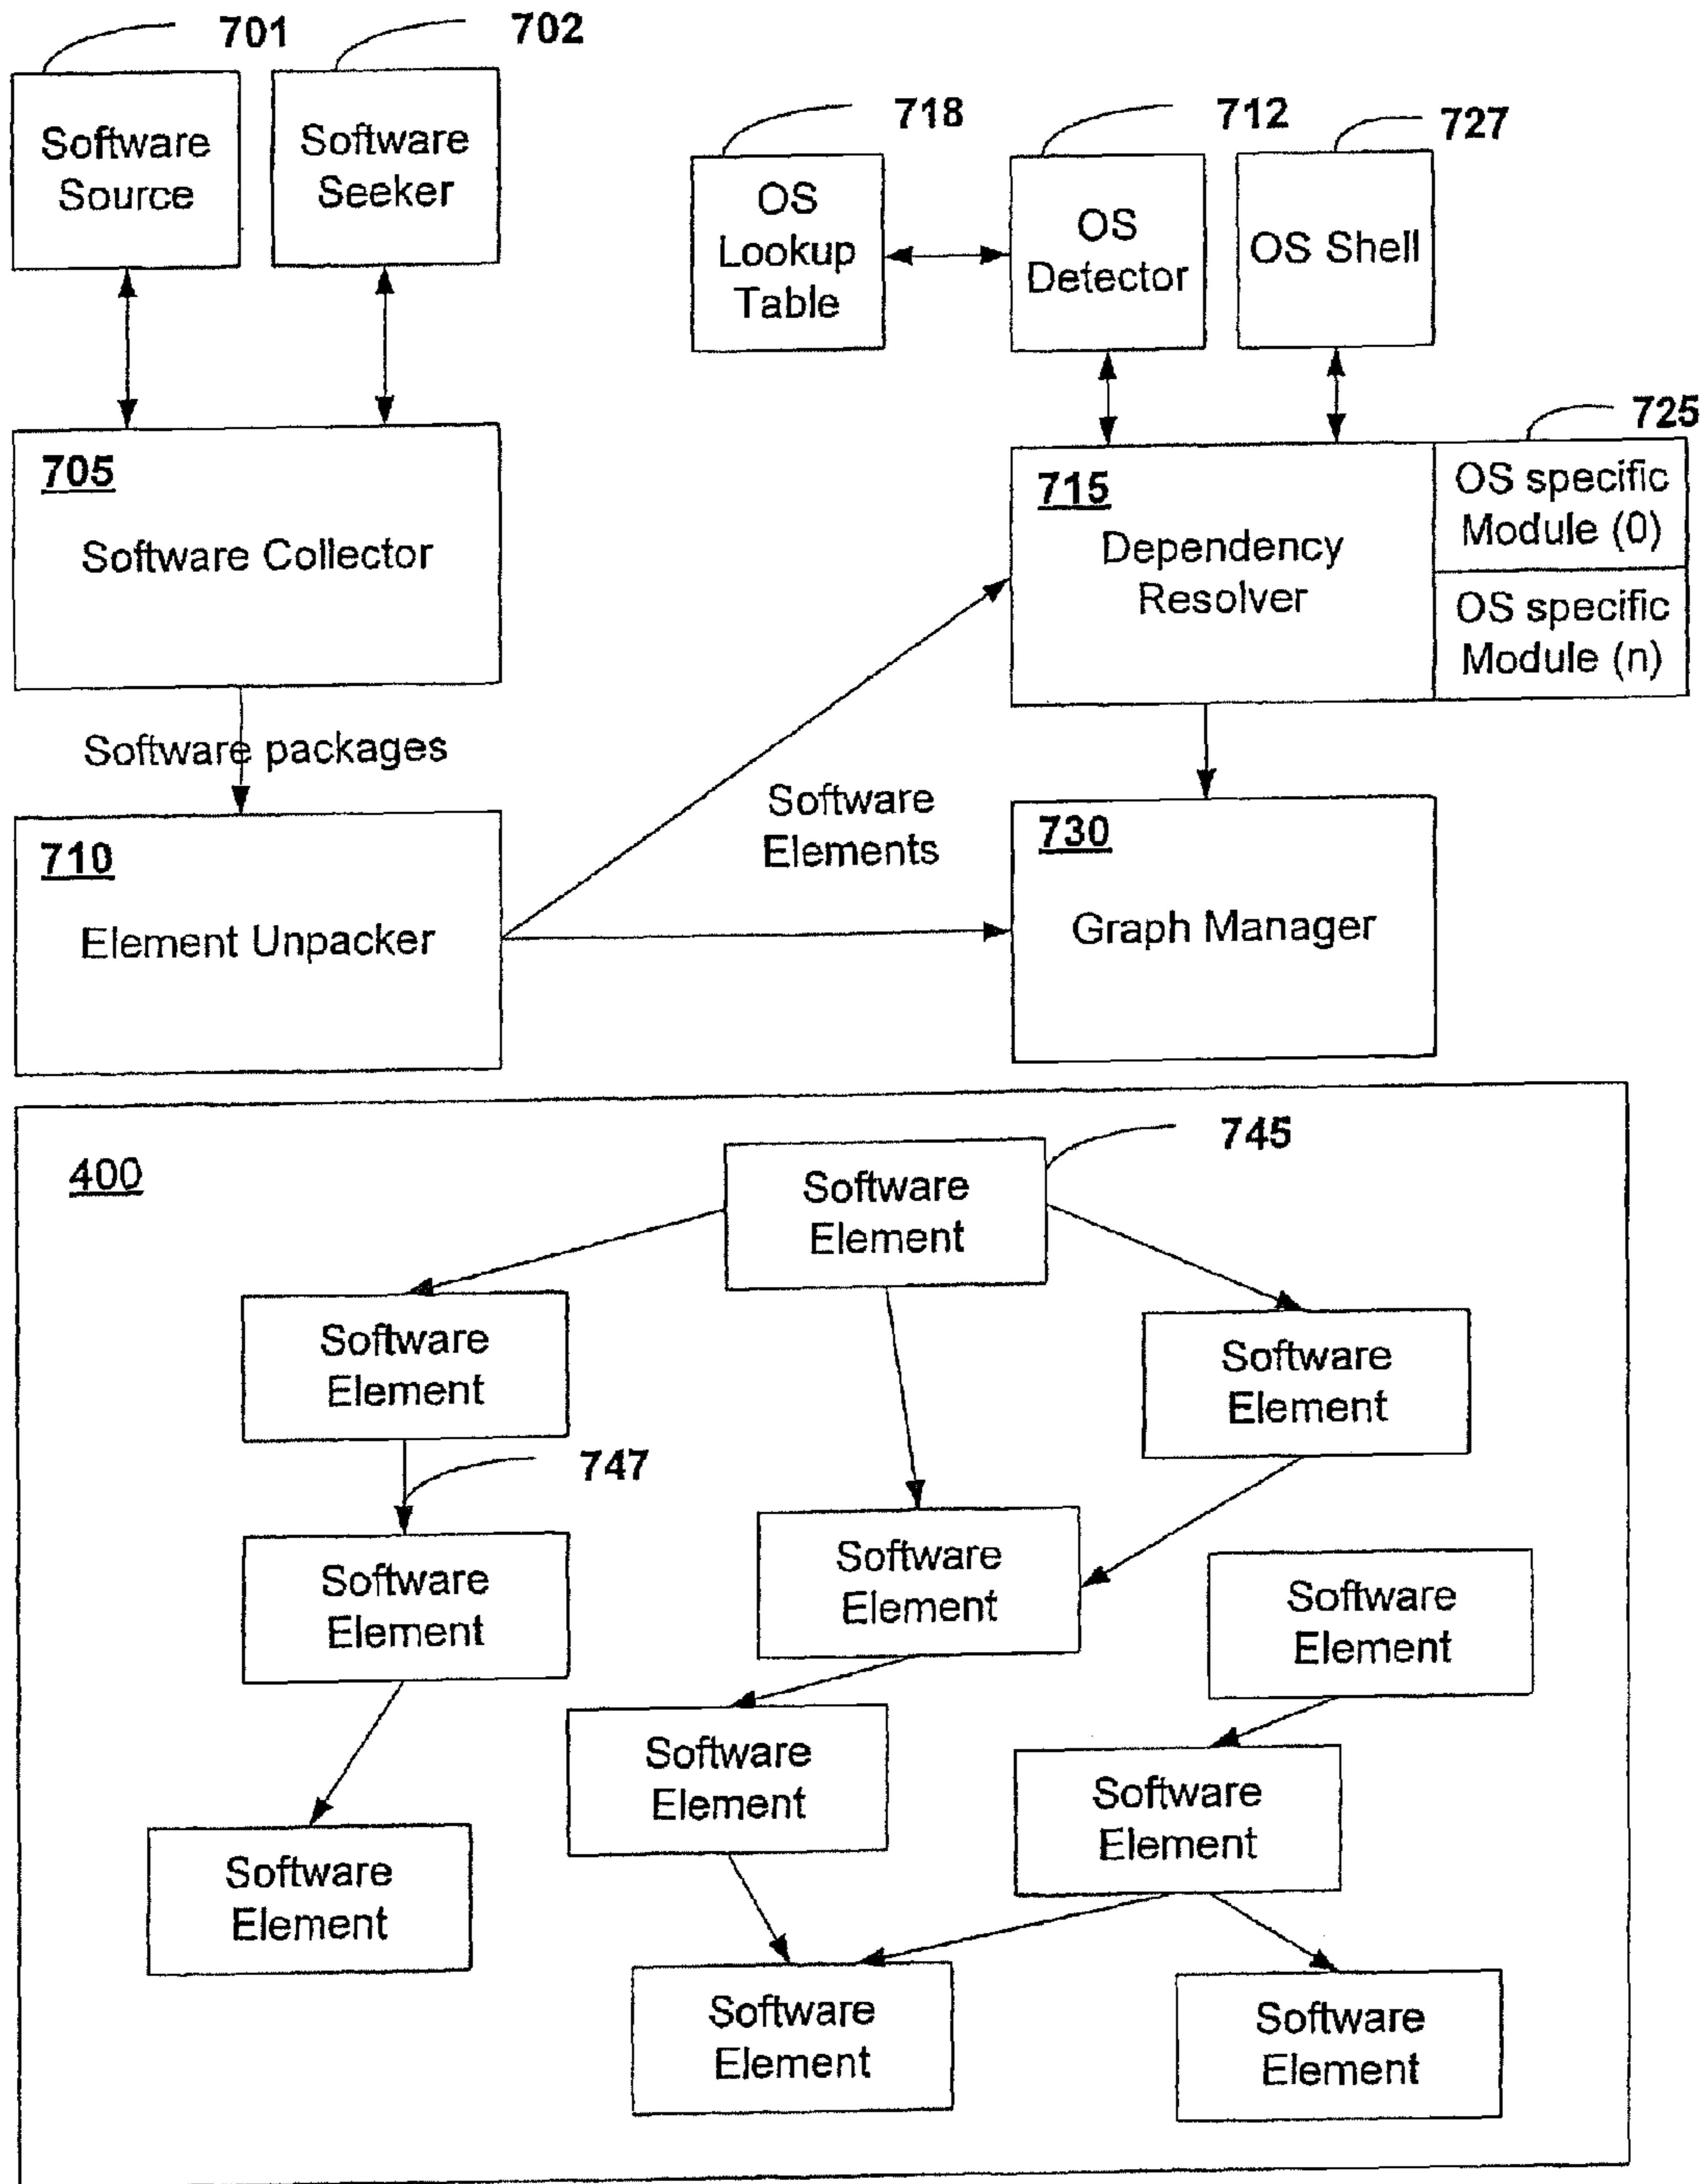 701
702
Software
Source
Software
Seeker
718
712
727
OS
Lookup
Table
OS
Detector
OS Shell
725
705
Software Collector
715
Dependency
Resolver
OS specific
Module (0)
OS specific
Module (n)
Software packages
Software
Elements
710
Element Unpacker
730
Graph Manager
400
745
Software
Element
Software
Element
Software
Element
747
Software
Element
Software
Element
Software
Element
Software
Element
Software
Element
Software
Element
Software
Element
Software
Element